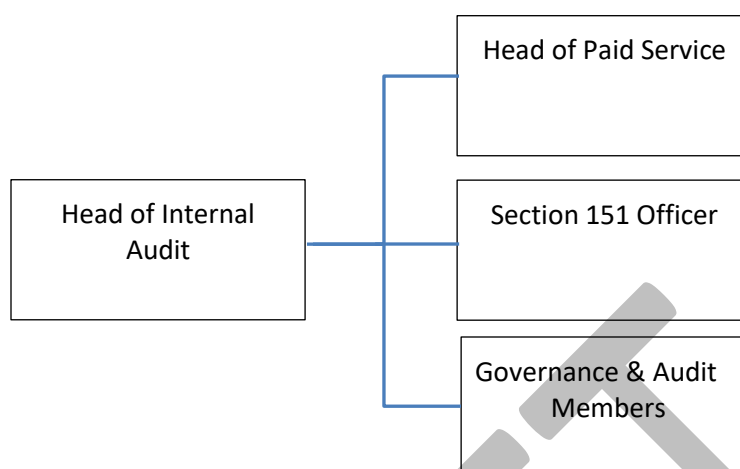 Head of Paid Service
Head of Internal
Audit
Section 151 Officer
Governance & Audit
Members